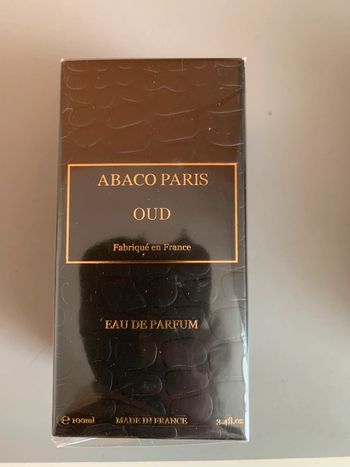 ABACO PARIS
OUD
Fabriqué en France
EAU DE PARFUM
℮ 100ml MADE IN FRANCE 3.4fl.oz